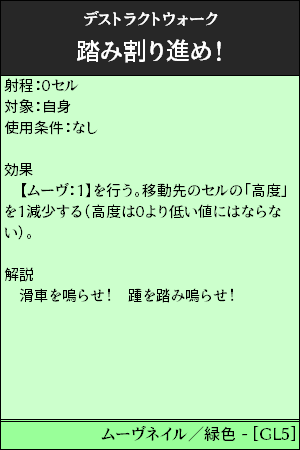 デストラクトウォーク
踏み割り進め！
射程：0セル
対象：自身
使用条件：なし
効果
　【ムーヴ：1】を行う。移動先のセルの「高度」
を1減少する（高度は0より低い値にはならな
い）。
解説
　滑車を鳴らせ！　踵を踏み鳴らせ！
ムーヴネイル／緑色 - [GL5]